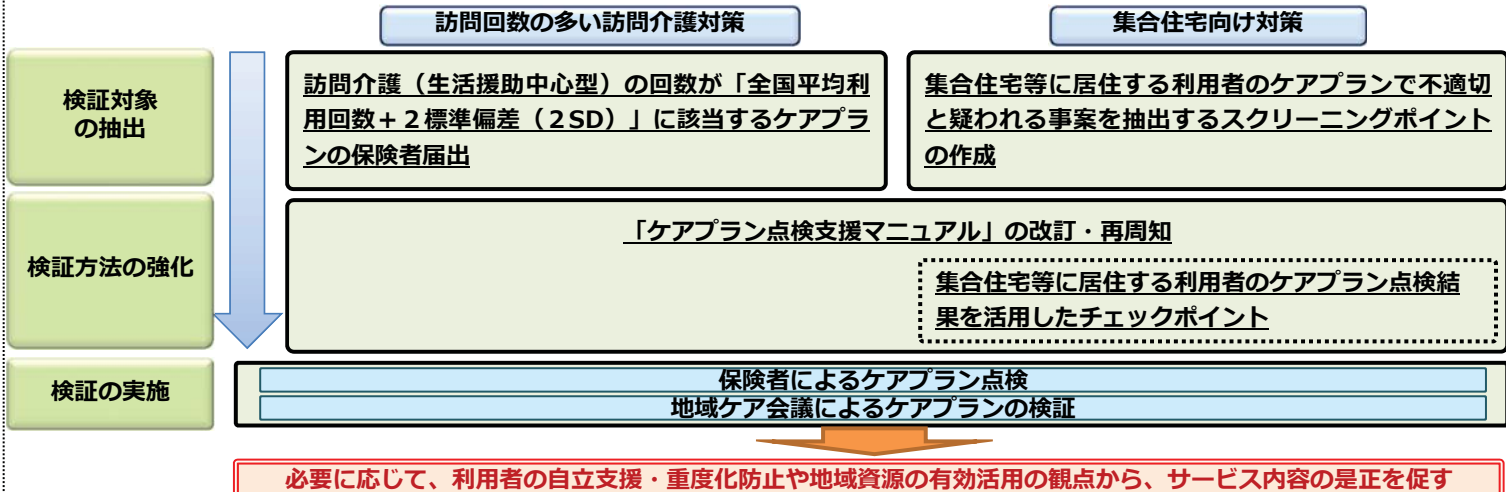 訪問回数の多い訪問介護対策
集合住宅向け対策
検証対象
の抽出
訪問介護（生活援助中心型）の回数が「全国平均利
用回数＋２標準偏差（２SD）」に該当するケアプラ
ンの保険者届出
集合住宅等に居住する利用者のケアプランで不適切
と疑われる事案を抽出するスクリーニングポイント
の作成
検証方法の強化
「ケアプラン点検支援マニュアル」の改訂・再周知
集合住宅等に居住する利用者のケアプラン点検結
果を活用したチェックポイント
検証の実施
保険者によるケアプラン点検
地域ケア会議によるケアプランの検証
必要に応じて、利用者の自立支援・重度化防止や地域資源の有効活用の観点から、サービス内容の是正を促す